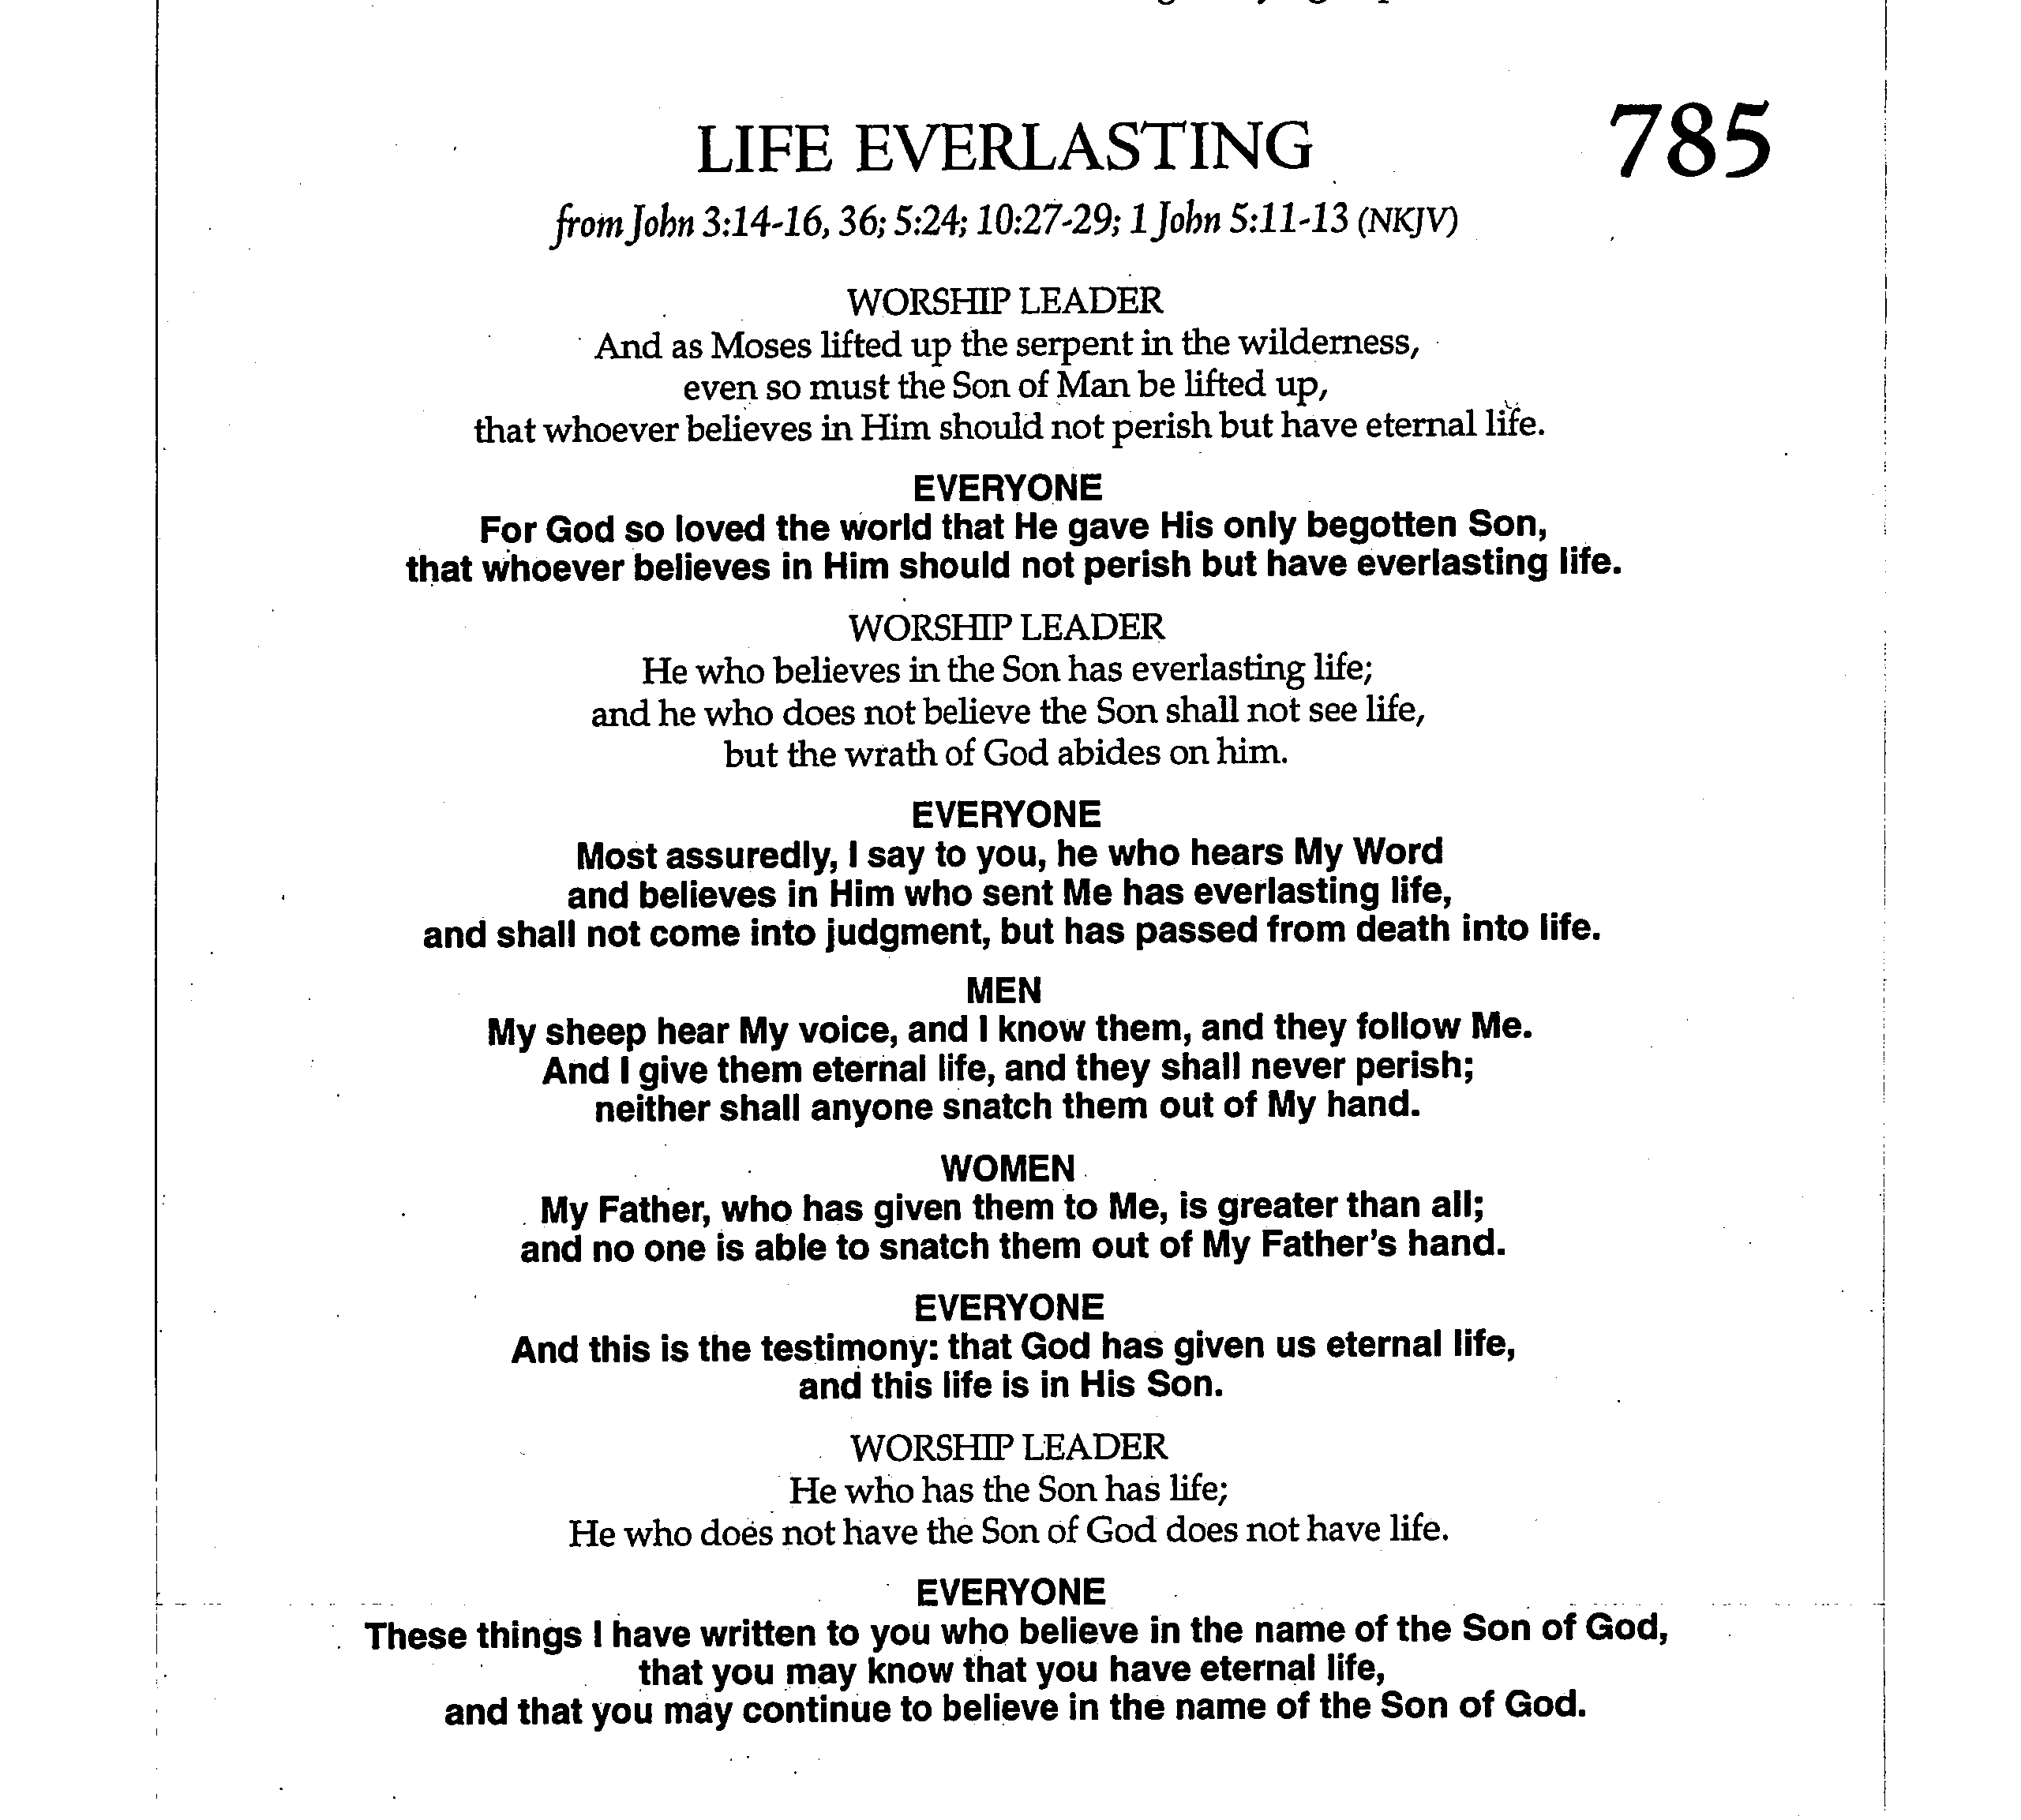 LIFE EVERLASTING 785
from John 3:14-16, 36; 5:24; 10:27-29; 1 John 5:11-13 (NKJV)
WORSHIP LEADER
And as Moses lifted up the serpent in the wilderness,
even so must the Son of Man be lifted up,
that whoever believes in Him should not perish but have eternal life.
EVERYONE
For God so loved the world that He gave His only begotten Son,
that whoever believes in Him should not perish but have everlasting life.
WORSHIP LEADER
He who believes in the Son has everlasting life;
and he who does not believe the Son shall not see life,
but the wrath of God abides on him.
EVERYONE
Most assuredly, I say to you, he who hears My Word
and believes in Him who sent Me has everlasting life,
and shall not come into judgment, but has passed from death into life.
MEN
My sheep hear My voice, and I know them, and they follow Me.
And I give them eternal life, and they shall never perish;
neither shall anyone snatch them out of My hand.
WOMEN
My Father, who has given them to Me, is greater than all;
and no one is able to snatch them out of My Father's hand.
EVERYONE
And this is the testimony: that God has given us eternal life,
and this life is in His Son.
WORSHIP LEADER
He who has the Son has life;
He who does not have the Son of God does not have life.
EVERYONE
These things I have written to you who believe in the name of the Son of God,
that you may know that you have eternal life,
and that you may continue to believe in the name of the Son of God.